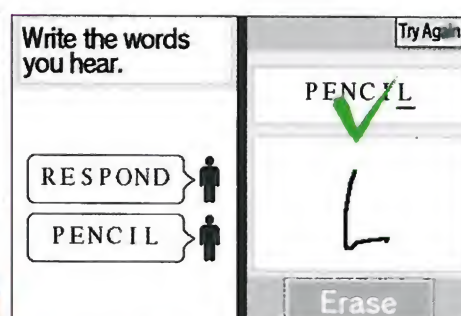 Write the words
you hear.
RESPOND
PENCIL
Try Again
PENCIL
L
Erase